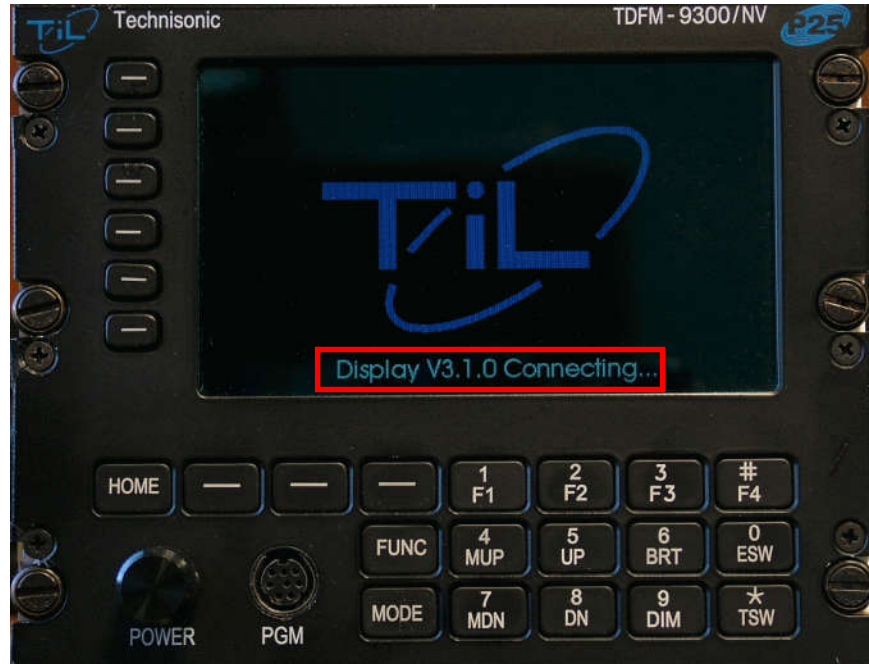 TiL Technisonic TDFM-9300/NV P25
TiL
Display V3.1.0 Connecting...
HOME
1
F1
2
F2
3
F3
#
F4
FUNC
4
MUP
5
UP
6
BRT
0
ESW
MODE
7
MDN
8
DN
9
DIM
*
TSW
POWER
PGM